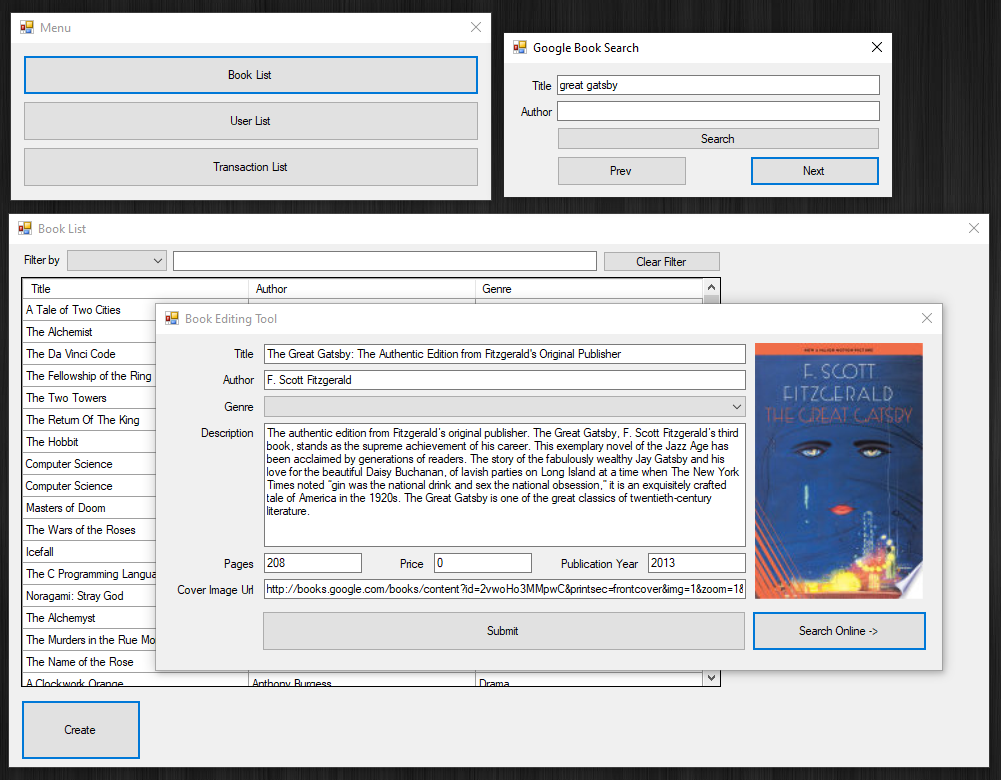 Menu
Book List
User List
Transaction List
Google Book Search
Title great gatsby
Author
Search
Prev Next
Book List
Filter by Clear Filter
Title Author Genre
A Tale of Two Cities
The Alchemist
The Da Vinci Code
The Fellowship of the Ring
The Two Towers
The Return Of The King
The Hobbit
Computer Science
Computer Science
Masters of Doom
The Wars of the Roses
Icefall
The C Programming Langua
Noragami: Stray God
The Alchemyst
The Murders in the Rue Mo
The Name of the Rose
A Clockwork Orange Anthony Burgess Drama
Create
Book Editing Tool
Title The Great Gatsby: The Authentic Edition from Fitzgerald's Original Publisher
Author F. Scott Fitzgerald
Genre
Description The authentic edition from Fitzgerald's original publisher. The Great Gatsby, F. Scott Fitzgerald's third
book, stands as the supreme achievement of his career. This exemplary novel of the Jazz Age has
been acclaimed by generations of readers. The story of the fabulously wealthy Jay Gatsby and his
love for the beautiful Daisy Buchanan, of lavish parties on Long Island at a time when The New York
Times noted "gin was the national drink and sex the national obsession," it is an exquisitely crafted
tale of America in the 1920s. The Great Gatsby is one of the great classics of twentieth-century
literature.
Pages 208 Price 0 Publication Year 2013
Cover Image Url http://books.google.com/books/content?id=2vwoHo3MMpwC&printsec=frontcover&img=1&zoom=1&
Submit
Search Online ->
NOW A MAJOR MOTION PICTURE
F. SCOTT
FITZGERALD
THE GREAT GATSBY